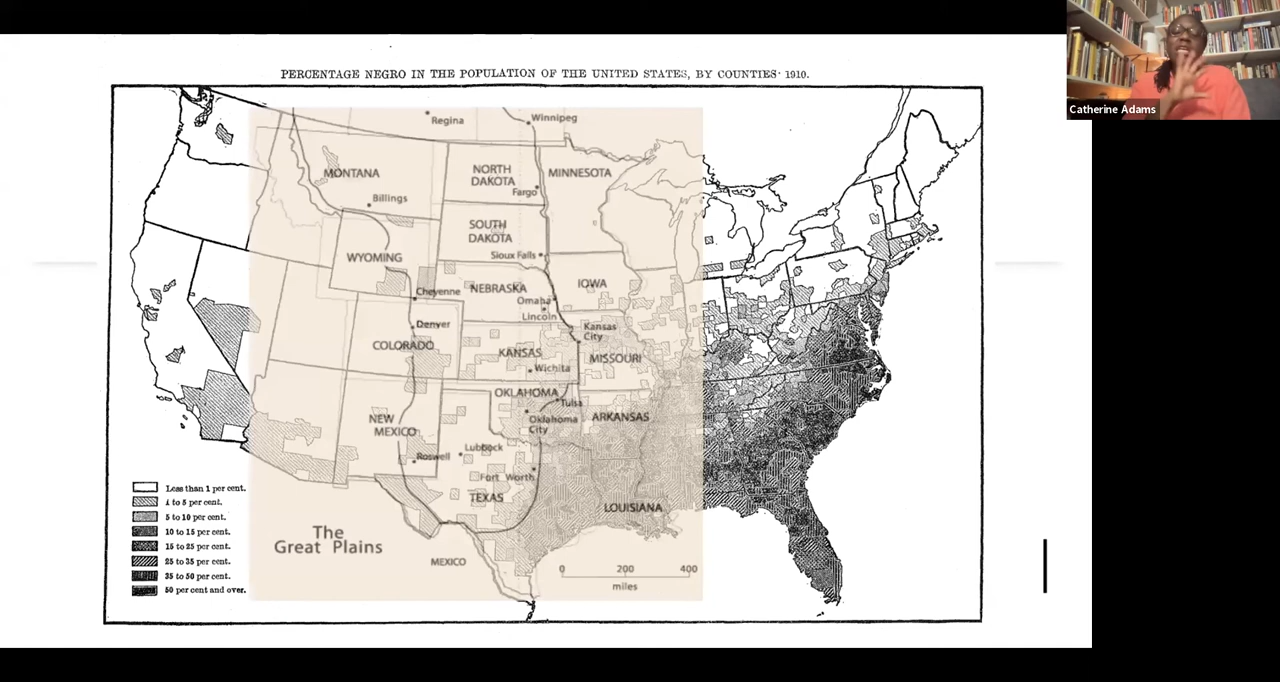 PERCENTAGE NEGRO IN THE POPULATION OF THE UNITED STATES, BY COUNTIES: 1910.
Catherine Adams
Regina
Winnipeg
MONTANA
NORTH
DAKOTA
MINNESOTA
Fargo
Billings
SOUTH
DAKOTA
Sioux Falls
WYOMING
Cheyenne
NEBRASKA
IOWA
Omaha
Lincoln
Denver
Kansas
City
COLORADO
KANSAS
MISSOURI
Wichita
OKLAHOMA
Tulsa
NEW
MEXICO
Oklahoma
City
ARKANSAS
Roswell
Lubbock
Fort Worth
TEXAS
LOUISIANA
The
Great Plains
MEXICO
0 200 400
miles
Less than 1 per cent.
1 to 5 per cent.
5 to 10 per cent.
10 to 15 per cent.
15 to 25 per cent.
25 to 35 per cent.
35 to 50 per cent.
50 per cent and over.